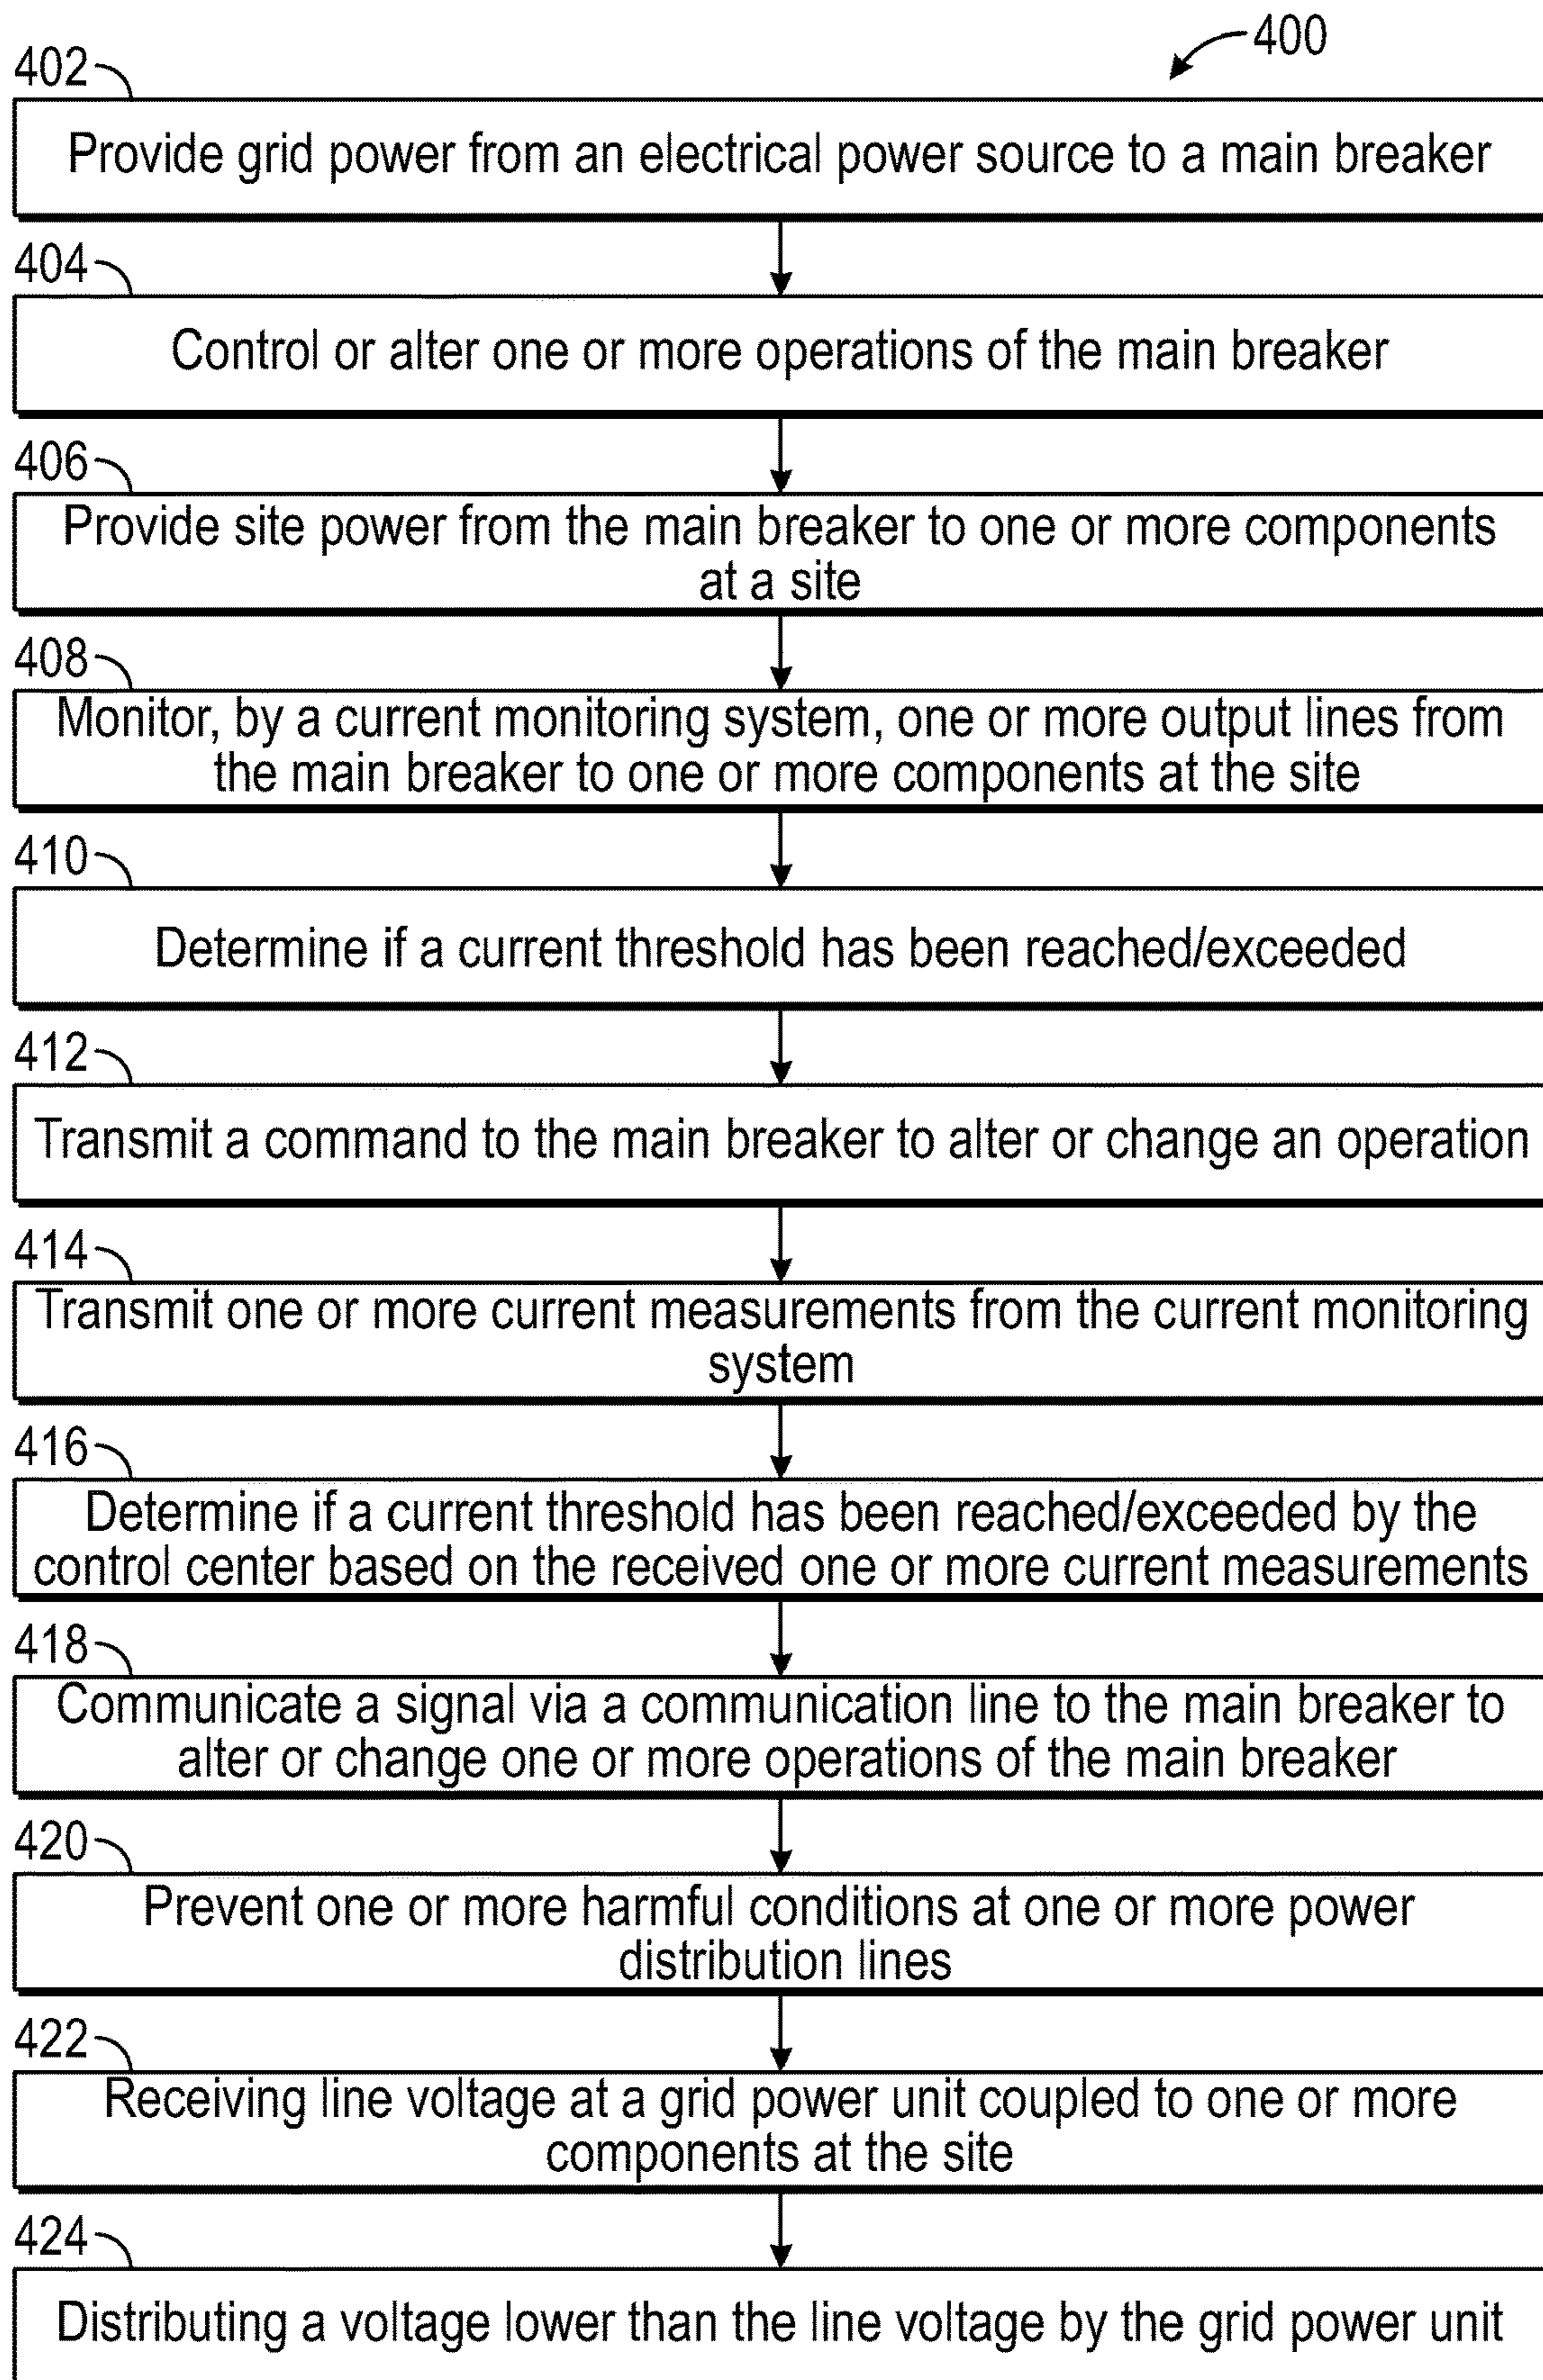 400
402
Provide grid power from an electrical power source to a main breaker
404
Control or alter one or more operations of the main breaker
406
Provide site power from the main breaker to one or more components
at a site
408
Monitor, by a current monitoring system, one or more output lines from
the main breaker to one or more components at the site
410
Determine if a current threshold has been reached/exceeded
412
Transmit a command to the main breaker to alter or change an operation
414
Transmit one or more current measurements from the current monitoring
system
416
Determine if a current threshold has been reached/exceeded by the
control center based on the received one or more current measurements
418
Communicate a signal via a communication line to the main breaker to
alter or change one or more operations of the main breaker
420
Prevent one or more harmful conditions at one or more power
distribution lines
422
Receiving line voltage at a grid power unit coupled to one or more
components at the site
424
Distributing a voltage lower than the line voltage by the grid power unit